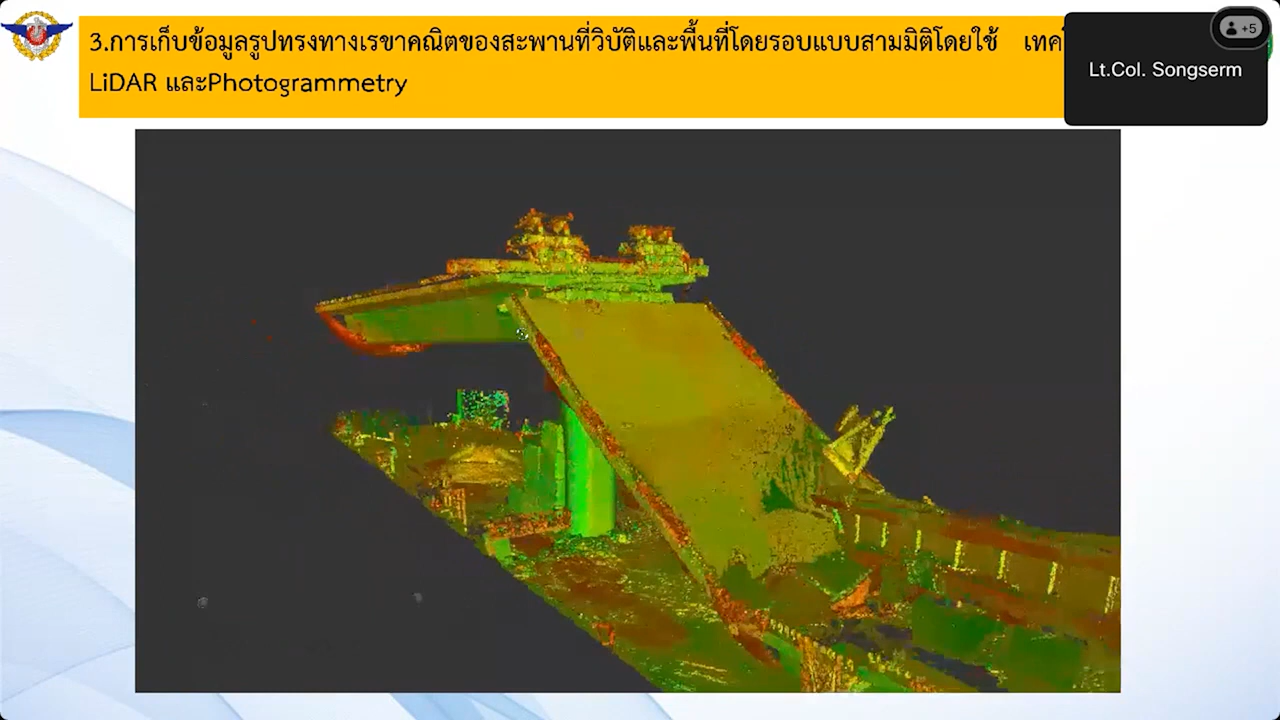 3.การเก็บข้อมูลรูปทรงทางเรขาคณิตของสะพานที่วิบัติและพื้นที่โดยรอบแบบสามมิติโดยใช้ เทค
LiDAR และPhotogrammetry
+5
Lt.Col. Songserm